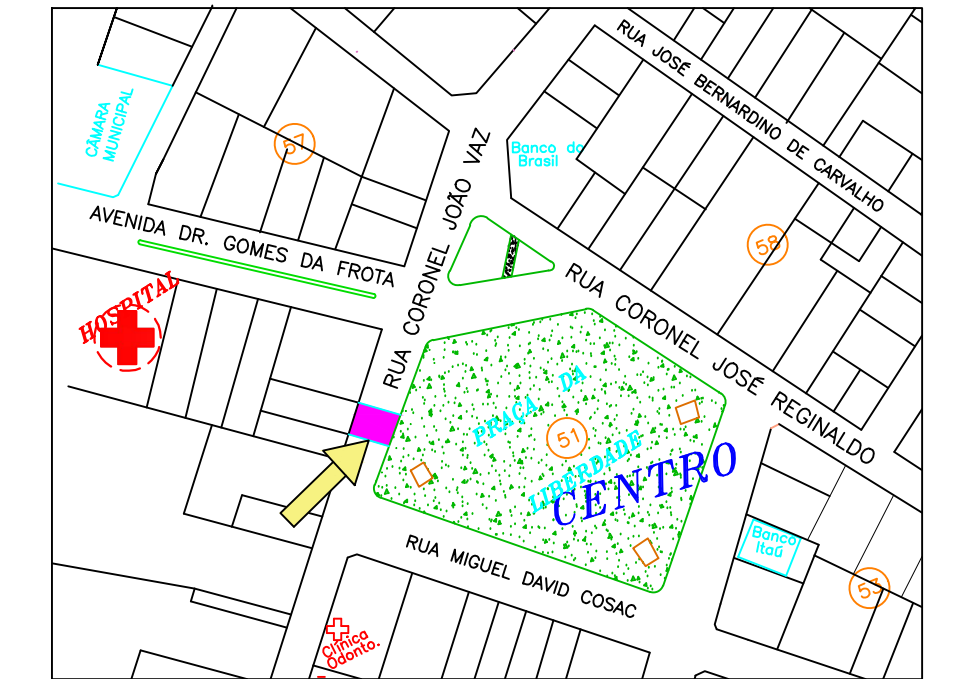 RUA JOSÉ BERNARDINO DE CARVALHO
CÂMARA
MUNICIPAL
57
Banco do
Brasil
RUA CORONEL JOÃO VAZ
AVENIDA DR. GOMES DA FROTA
58
HOSPITAL
RUA CORONEL JOSÉ REGINALDO
PRAÇA DA
LIBERDADE
51
CENTRO
Banco
Itaú
RUA MIGUEL DAVID COSAC
53
Clínica
Odonto.